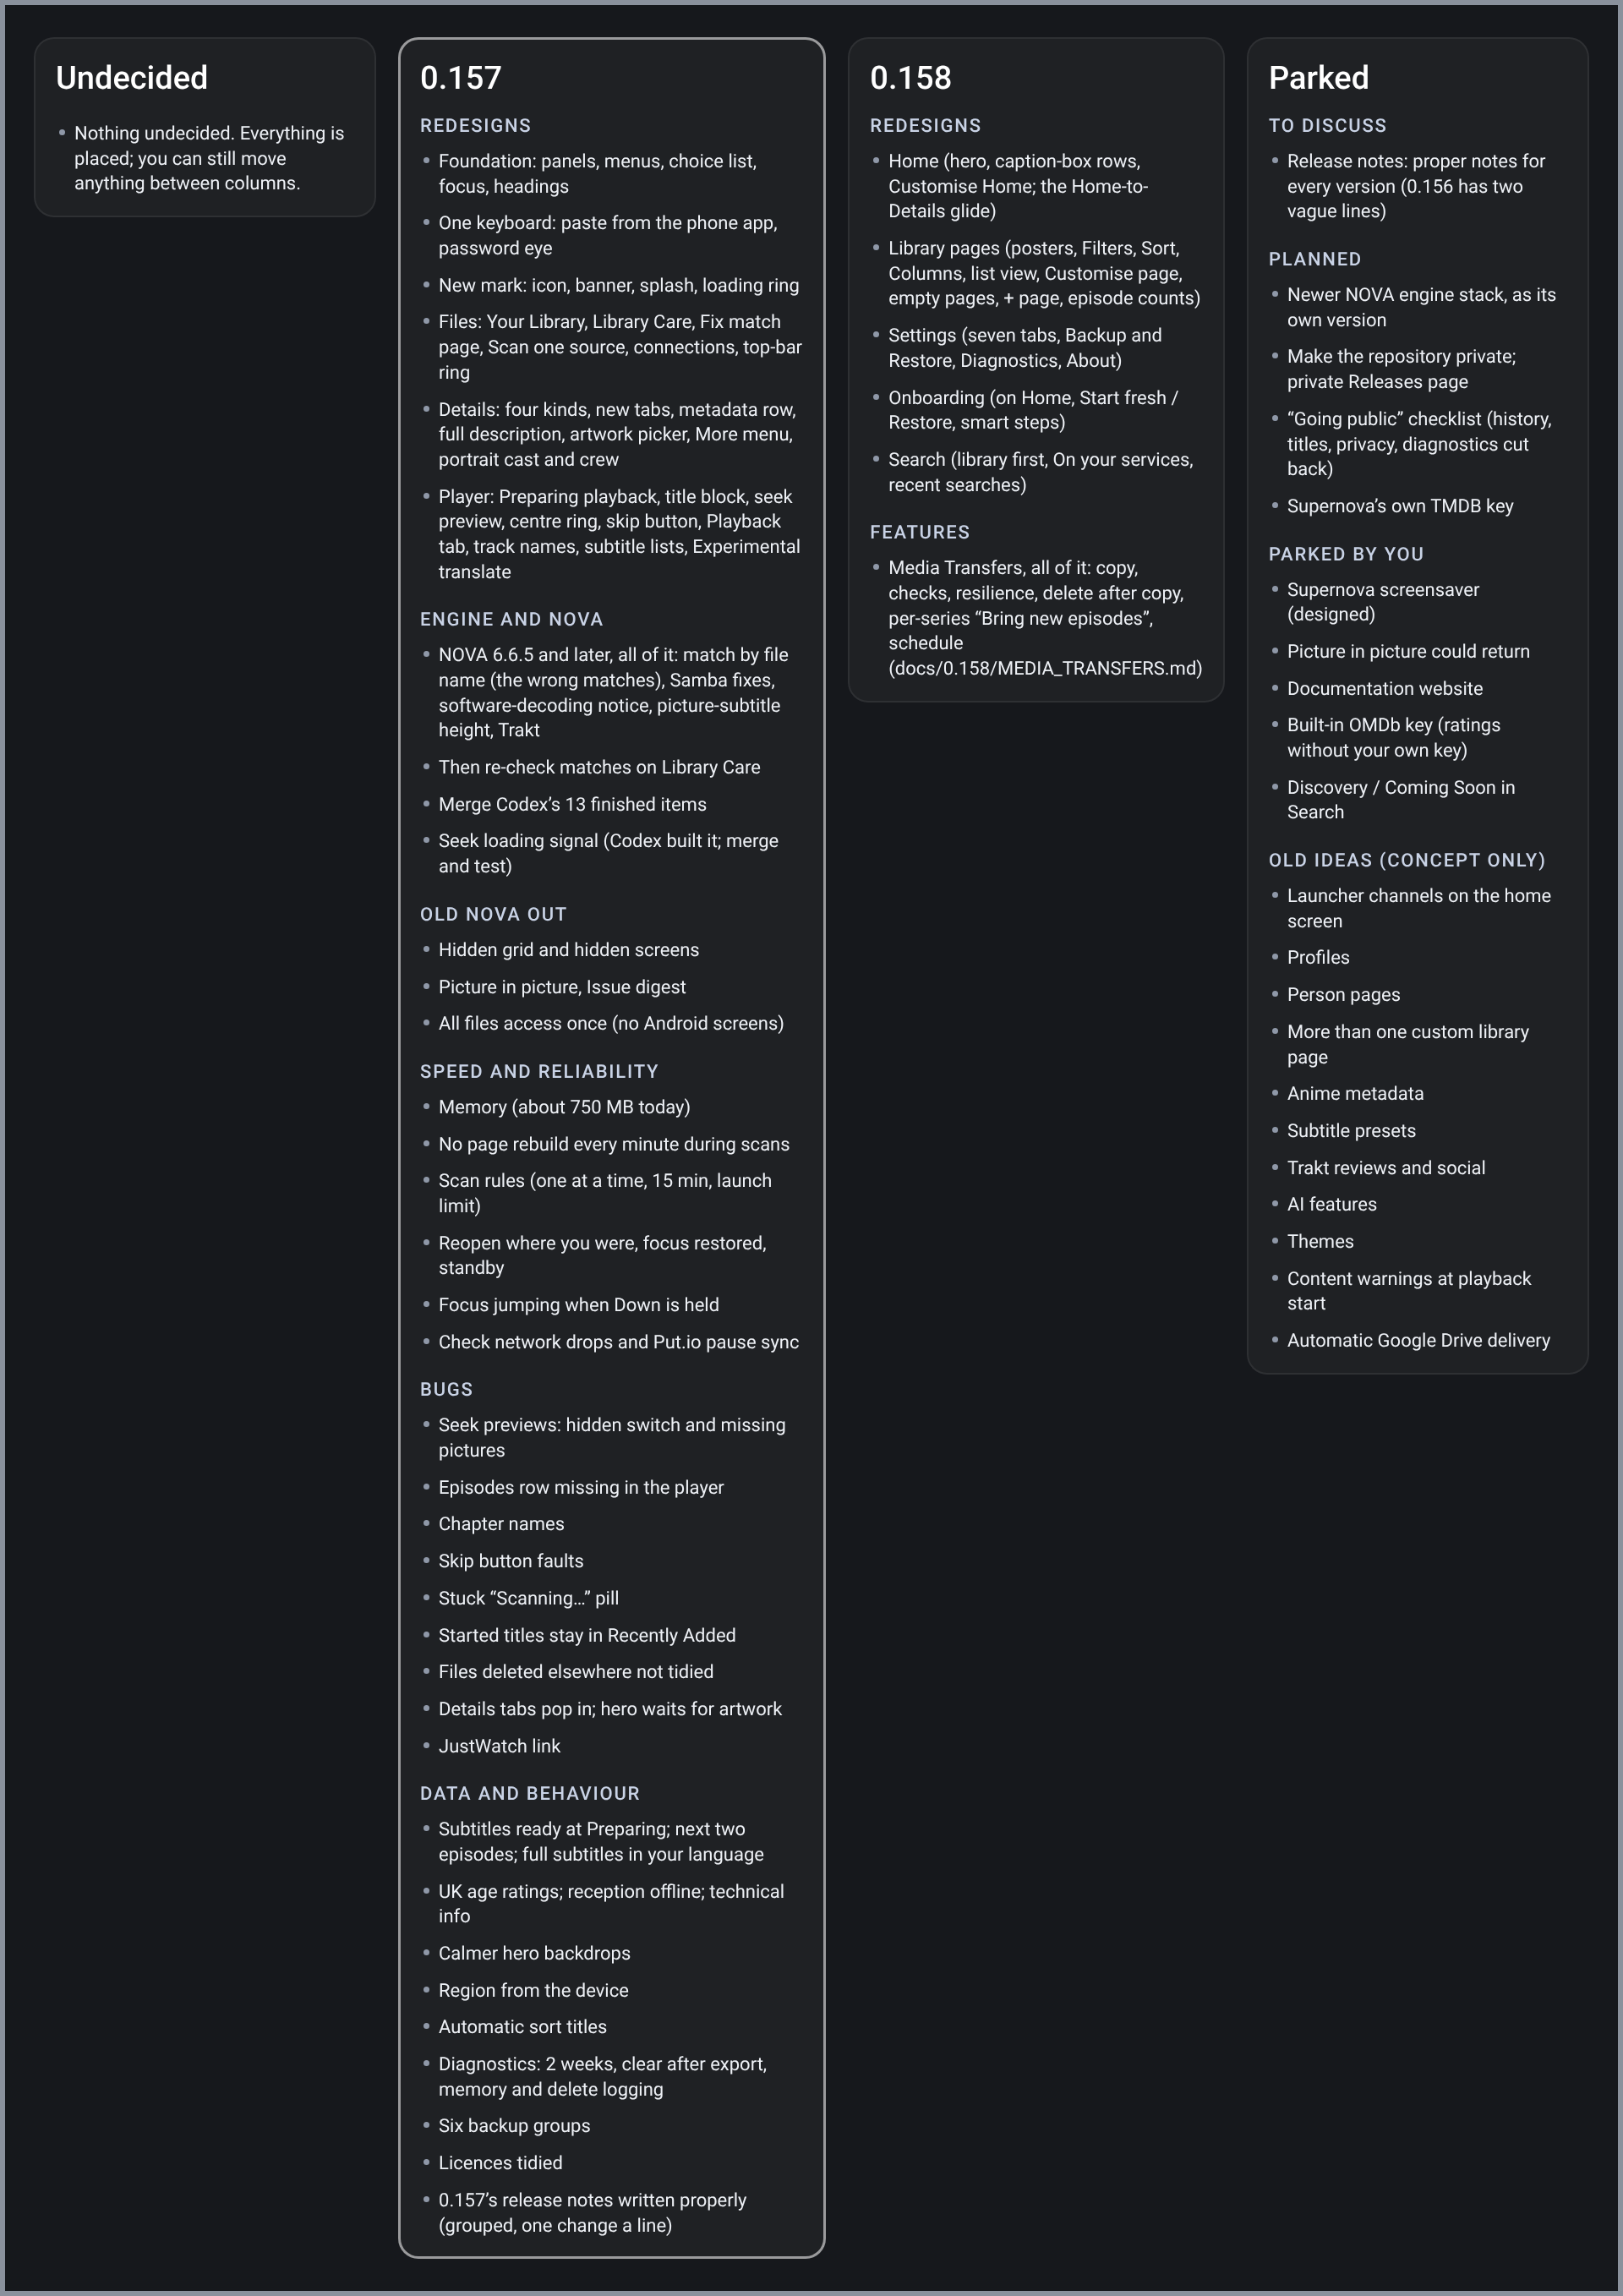 Undecided
• Nothing undecided. Everything is
placed; you can still move
anything between columns.
0.157
REDESIGNS
• Foundation: panels, menus, choice list,
focus, headings
• One keyboard: paste from the phone app,
password eye
• New mark: icon, banner, splash, loading ring
• Files: Your Library, Library Care, Fix match
page, Scan one source, connections, top-bar
ring
• Details: four kinds, new tabs, metadata row,
full description, artwork picker, More menu,
portrait cast and crew
• Player: Preparing playback, title block, seek
preview, centre ring, skip button, Playback
tab, track names, subtitle lists, Experimental
translate
ENGINE AND NOVA
• NOVA 6.6.5 and later, all of it: match by file
name (the wrong matches), Samba fixes,
software-decoding notice, picture-subtitle
height, Trakt
• Then re-check matches on Library Care
• Merge Codex’s 13 finished items
• Seek loading signal (Codex built it; merge
and test)
OLD NOVA OUT
• Hidden grid and hidden screens
• Picture in picture, Issue digest
• All files access once (no Android screens)
SPEED AND RELIABILITY
• Memory (about 750 MB today)
• No page rebuild every minute during scans
• Scan rules (one at a time, 15 min, launch
limit)
• Reopen where you were, focus restored,
standby
• Focus jumping when Down is held
• Check network drops and Put.io pause sync
BUGS
• Seek previews: hidden switch and missing
pictures
• Episodes row missing in the player
• Chapter names
• Skip button faults
• Stuck “Scanning…” pill
• Started titles stay in Recently Added
• Files deleted elsewhere not tidied
• Details tabs pop in; hero waits for artwork
• JustWatch link
DATA AND BEHAVIOUR
• Subtitles ready at Preparing; next two
episodes; full subtitles in your language
• UK age ratings; reception offline; technical
info
• Calmer hero backdrops
• Region from the device
• Automatic sort titles
• Diagnostics: 2 weeks, clear after export,
memory and delete logging
• Six backup groups
• Licences tidied
• 0.157’s release notes written properly
(grouped, one change a line)
0.158
REDESIGNS
• Home (hero, caption-box rows,
Customise Home; the Home-to-
Details glide)
• Library pages (posters, Filters, Sort,
Columns, list view, Customise page,
empty pages, + page, episode counts)
• Settings (seven tabs, Backup and
Restore, Diagnostics, About)
• Onboarding (on Home, Start fresh /
Restore, smart steps)
• Search (library first, On your services,
recent searches)
FEATURES
• Media Transfers, all of it: copy,
checks, resilience, delete after copy,
per-series “Bring new episodes”,
schedule
(docs/0.158/MEDIA_TRANSFERS.md)
Parked
TO DISCUSS
• Release notes: proper notes for
every version (0.156 has two
vague lines)
PLANNED
• Newer NOVA engine stack, as its
own version
• Make the repository private;
private Releases page
• “Going public” checklist (history,
titles, privacy, diagnostics cut
back)
• Supernova’s own TMDB key
PARKED BY YOU
• Supernova screensaver
(designed)
• Picture in picture could return
• Documentation website
• Built-in OMDb key (ratings
without your own key)
• Discovery / Coming Soon in
Search
OLD IDEAS (CONCEPT ONLY)
• Launcher channels on the home
screen
• Profiles
• Person pages
• More than one custom library
page
• Anime metadata
• Subtitle presets
• Trakt reviews and social
• AI features
• Themes
• Content warnings at playback
start
• Automatic Google Drive delivery